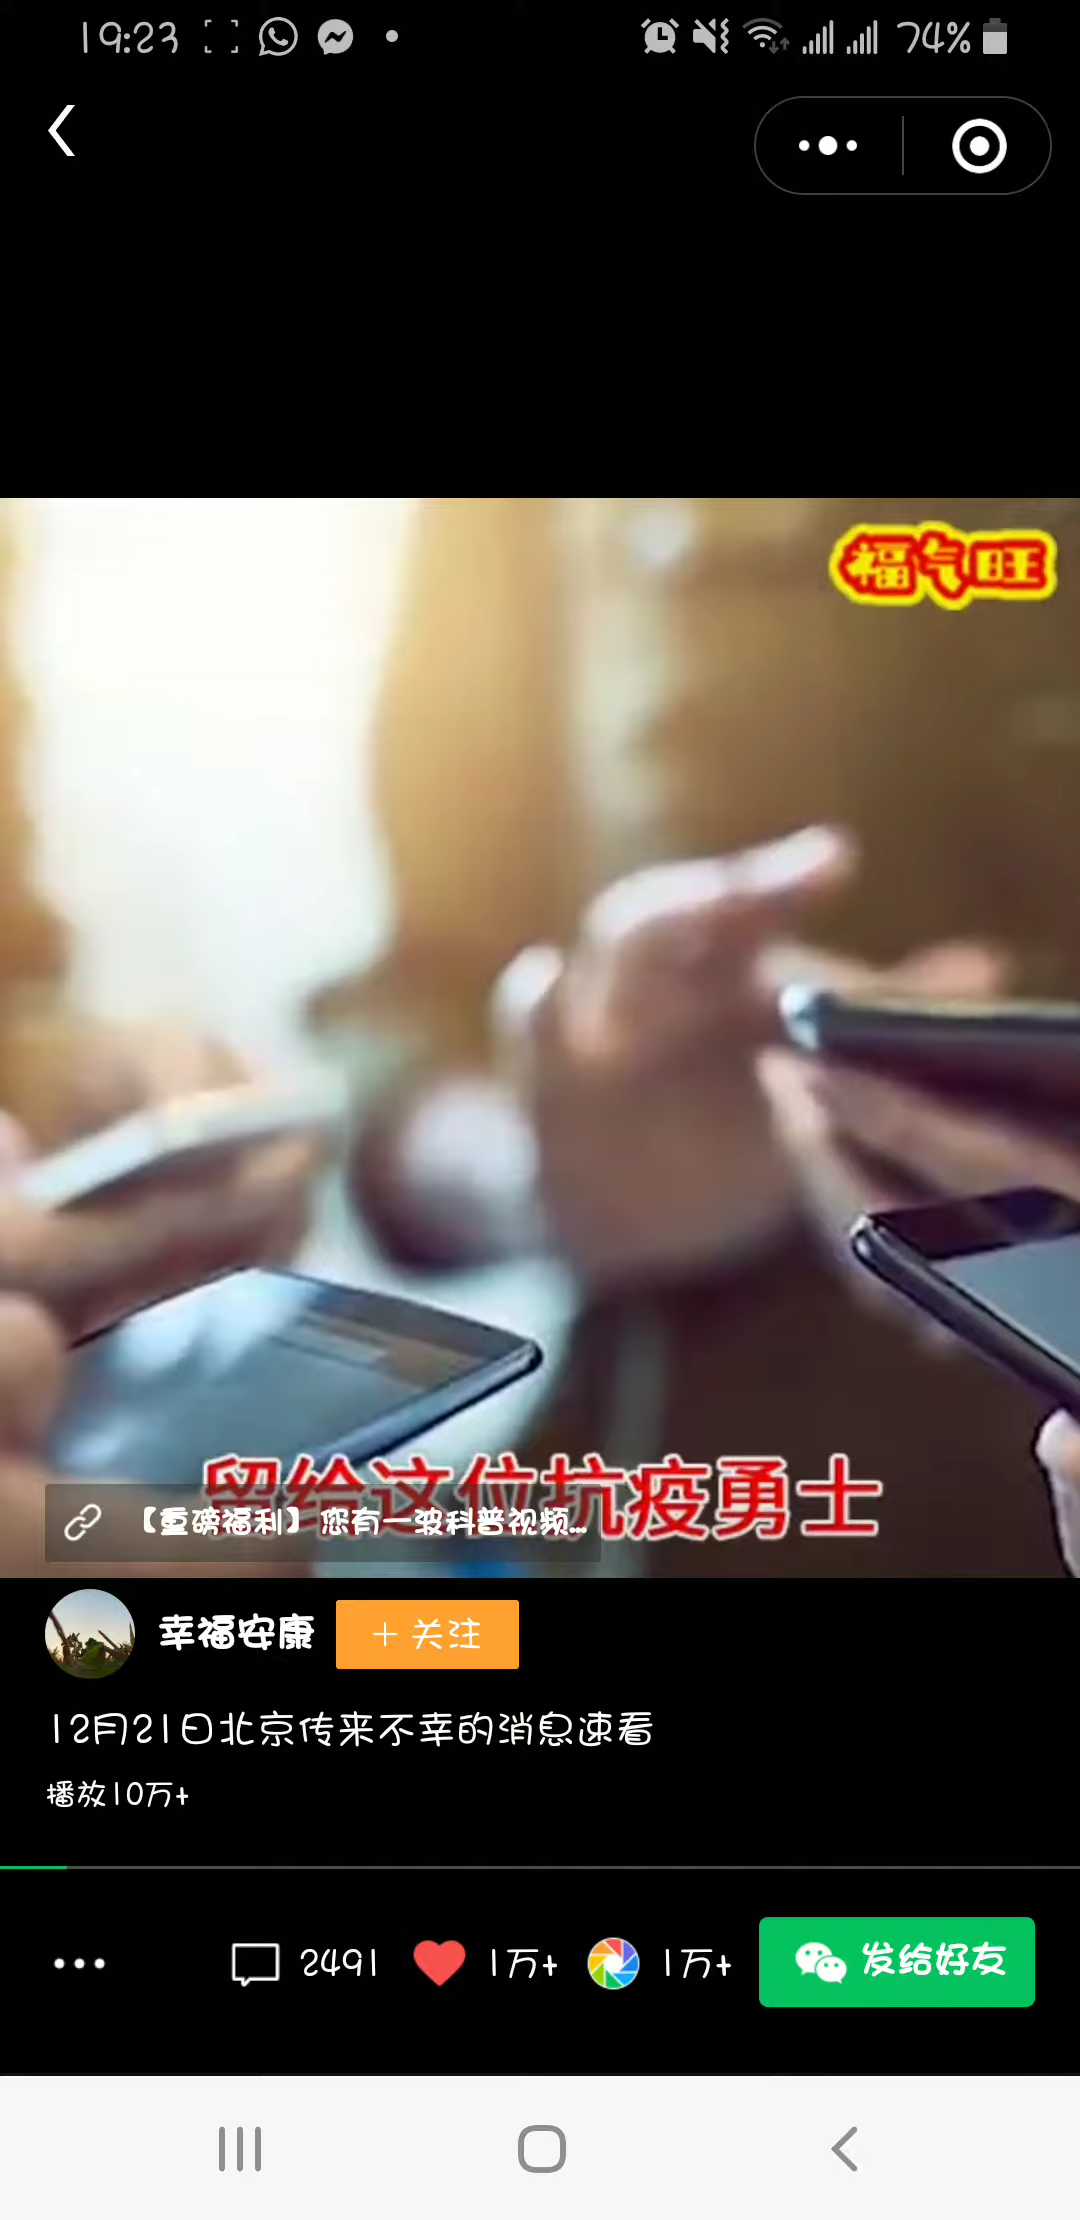 19:23
74%
福气旺
留给这位抗疫勇士
【重磅福利】您有一波科普视频...
幸福安康
+ 关注
12月21日北京传来不幸的消息速看
播放10万+
2491
1万+
1万+
发给好友